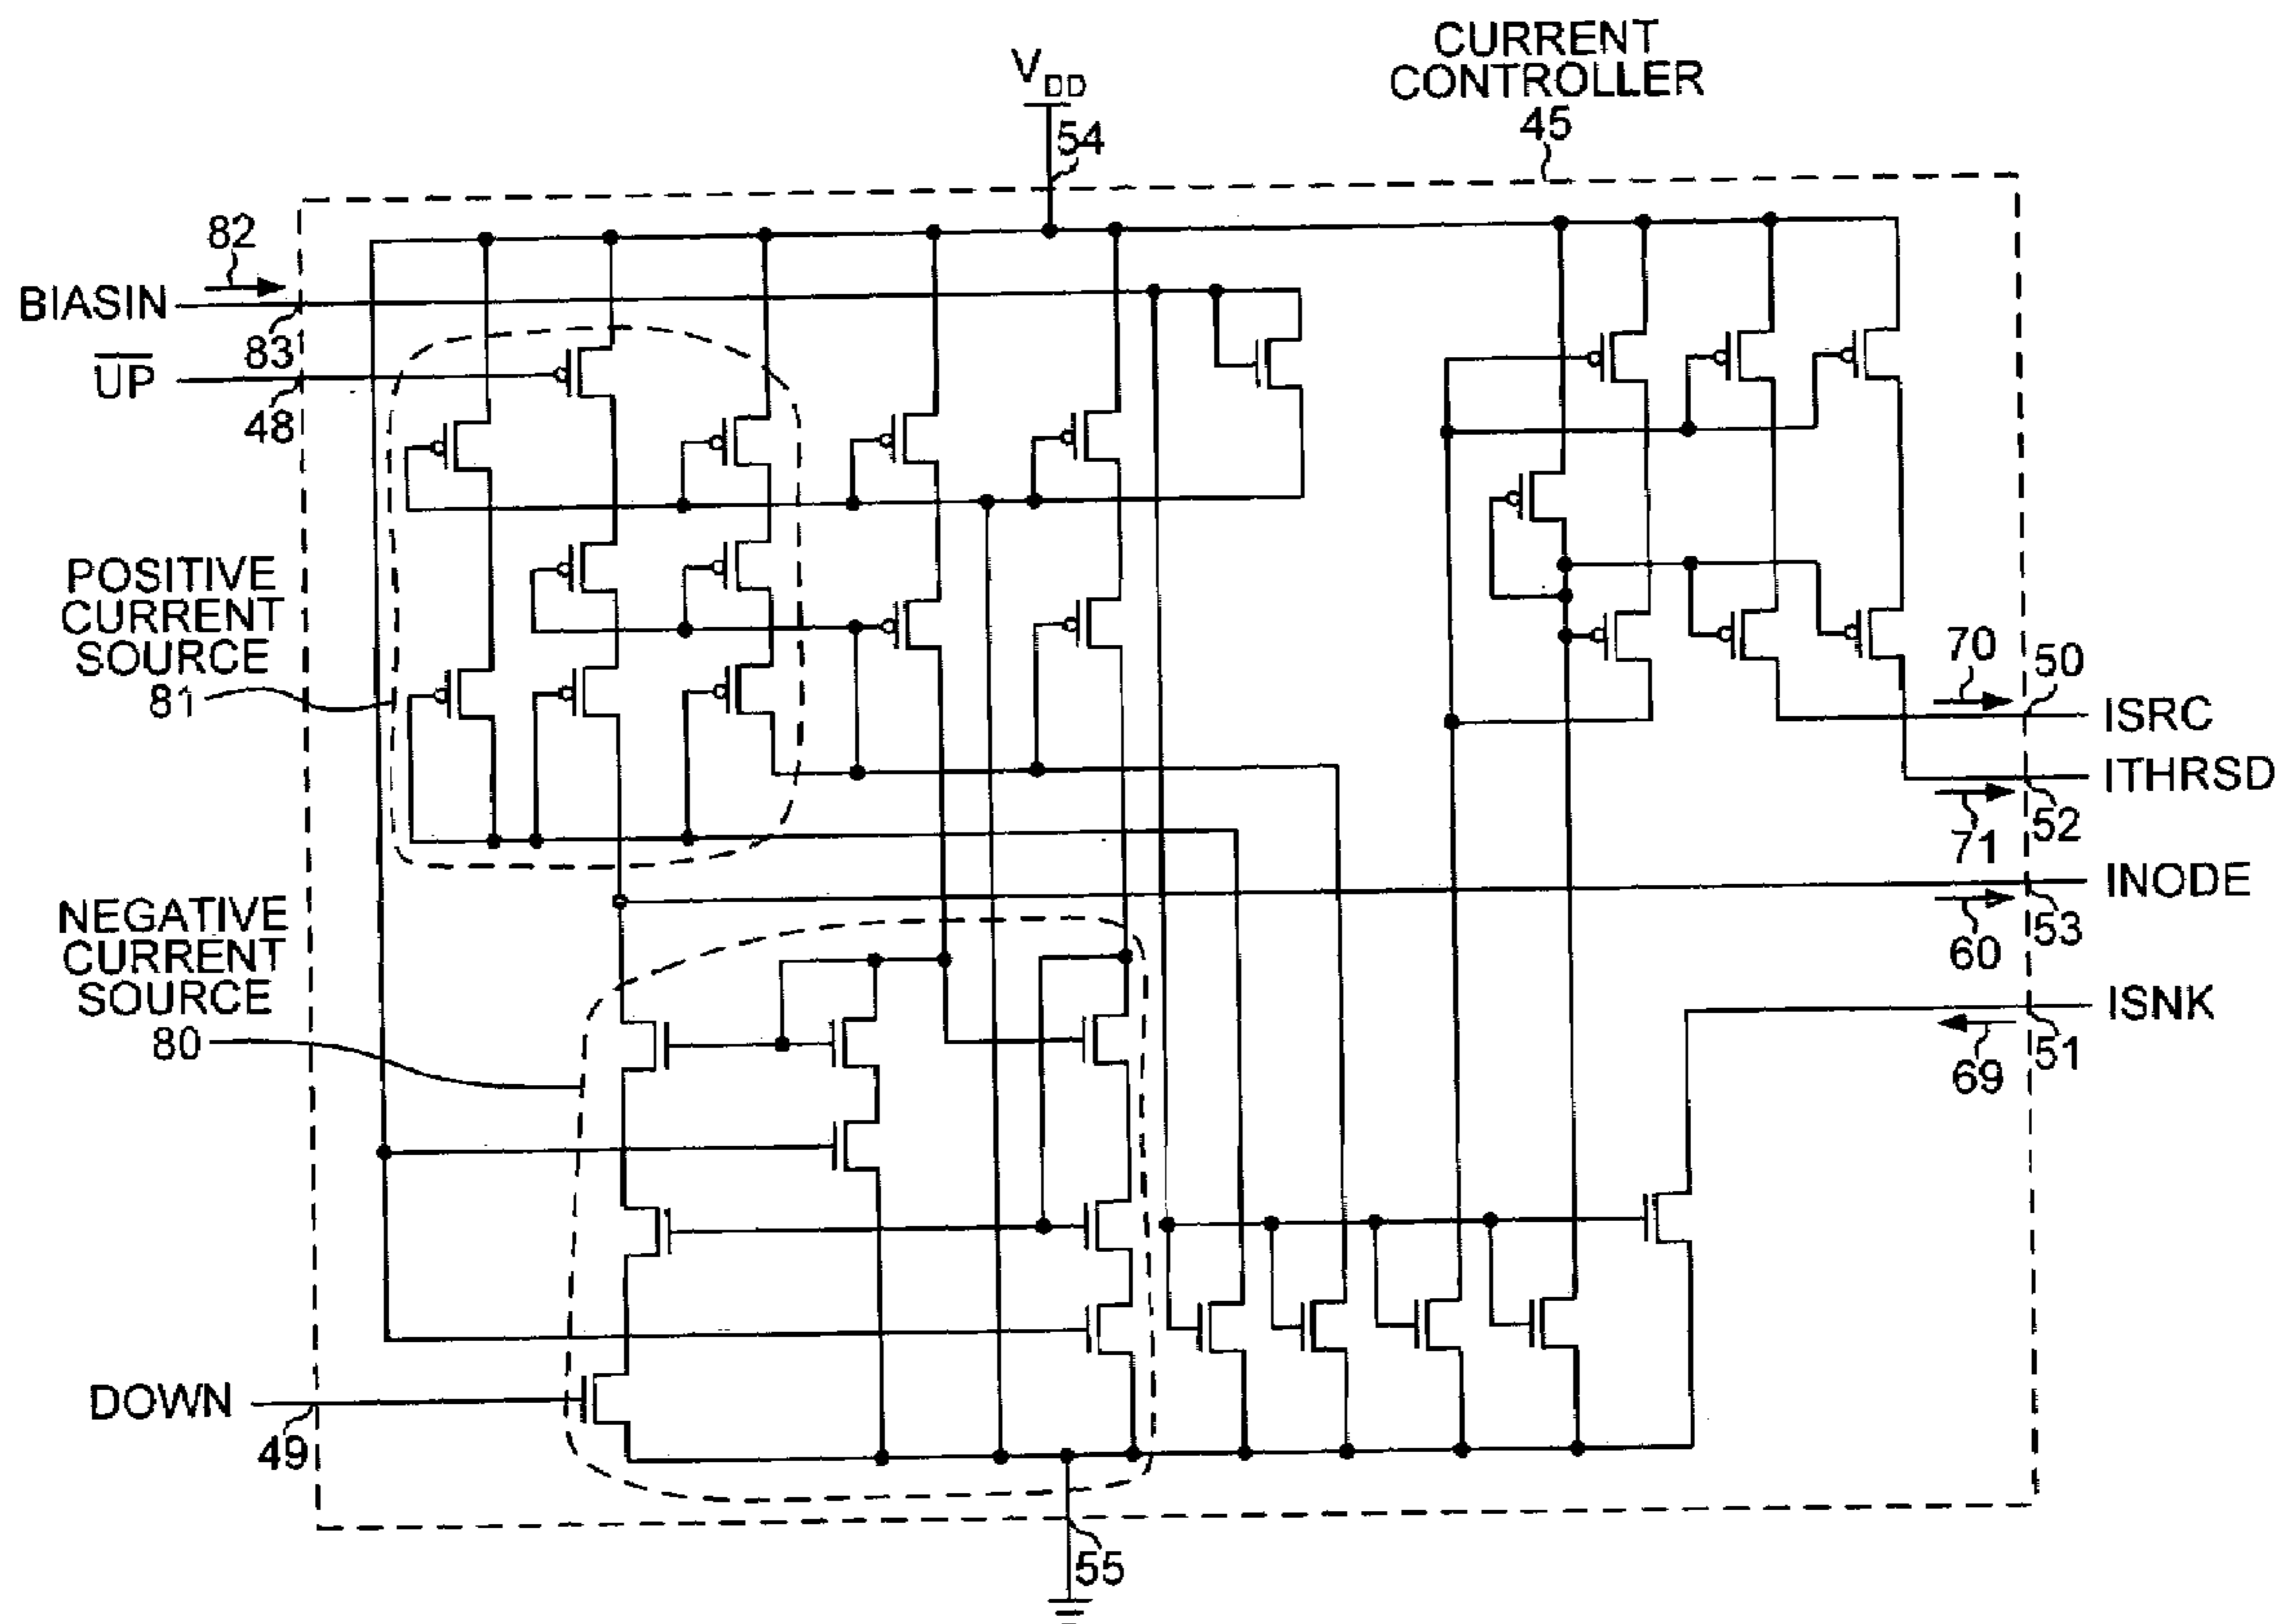 CURRENT
CONTROLLER
45
VDD
54
82
BIASIN
83
UP
48
POSITIVE
CURRENT
SOURCE
81
70
50
ISRC
ITHRSD
71
52
INODE
60
53
NEGATIVE
CURRENT
SOURCE
80
ISNK
69
51
DOWN
49
55